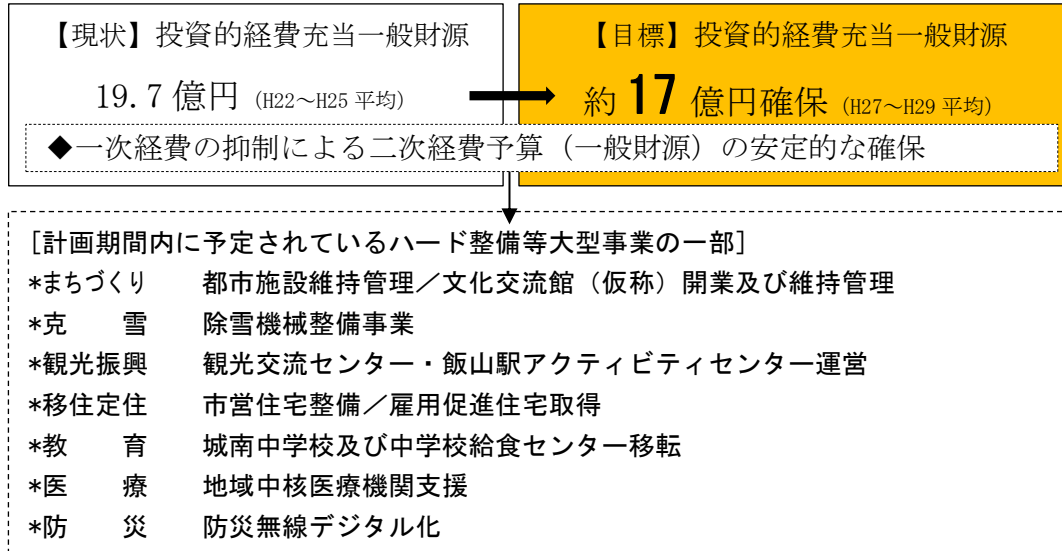 【現状】投資的経費充当一般財源
19.7 億円 (H22～H25 平均)
【目標】投資的経費充当一般財源
約 17 億円確保 (H27～H29 平均)
◆一次経費の抑制による二次経費予算（一般財源）の安定的な確保
[計画期間内に予定されているハード整備等大型事業の一部]
*まちづくり　都市施設維持管理／文化交流館（仮称）開業及び維持管理
*克　　雪　除雪機械整備事業
*観光振興　観光交流センター・飯山駅アクティビティセンター運営
*移住定住　市営住宅整備／雇用促進住宅取得
*教　　育　城南中学校及び中学校給食センター移転
*医　　療　地域中核医療機関支援
*防　　災　防災無線デジタル化